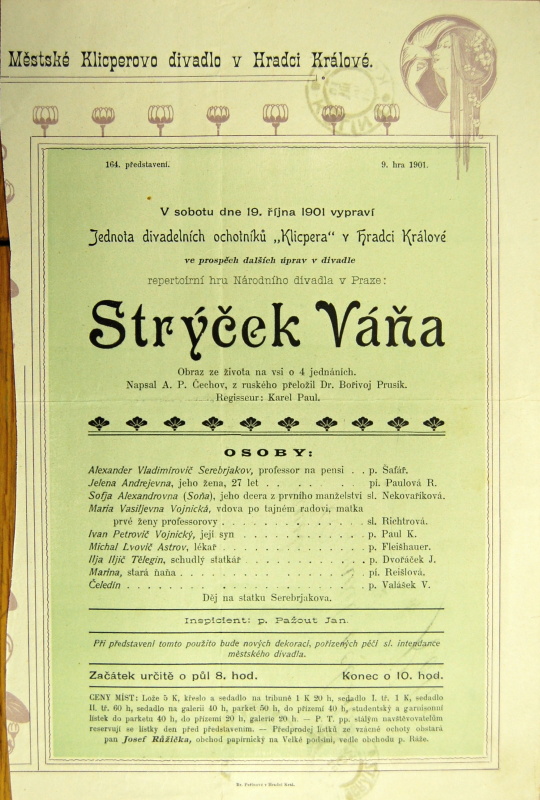 Městské Klicperovo divadlo v Hradci Králové.
164. představení. 9. hra 1901.
V sobotu dne 19. října 1901 vypraví
Jednota divadelních ochotníků „Klicpera“ v Hradci Králové
ve prospěch dalších úprav v divadle
repertoirní hru Národního divadla v Praze:
Strýček Váňa
Obraz ze života na vsi o 4 jednáních.
Napsal A. P. Čechov, z ruského přeložil Dr. Bořivoj Prusík.
Regisseur: Karel Paul.
OSOBY:
Alexander Vladimírovič Serebrjakov, professor na pensi . . p. Šafář.
Jelena Andrejevna, jeho žena, 27 let . . . . . . . pí. Paulová R.
Sofja Alexandrovna (Soňa), jeho dcera z prvního manželství sl. Nekovaříková.
Maria Vasiljevna Vojnická, vdova po tajném radovi, matka
prvé ženy professorovy . . . . . . . . . . . . sl. Richtrová.
Ivan Petrovič Vojnický, její syn . . . . . . . . . . . p. Paul K.
Michal Lvovič Astrov, lékař . . . . . . . . . . . . p. Fleišhauer.
Ilja Iljič Tělegin, schudlý statkář . . . . . . . . . . p. Dvořáček J.
Marina, stará ňaňa . . . . . . . . . . . . . . . pí. Reišlová.
Čeledín . . . . . . . . . . . . . . . . . . . p. Valášek V.
Děj na statku Serebrjakova.
Inspicient: p. Pažout Jan.
Při představení tomto použito bude nových dekorací, pořízených péčí sl. intendance
městského divadla.
Začátek určitě o půl 8. hod. Konec o 10. hod.
CENY MÍST: Lože 5 K, křeslo a sedadlo na tribuně 1 K 20 h, sedadlo I. tř. 1 K, sedadlo
II. tř. 60 h, sedadlo na galerii 40 h, parket 50 h, do přízemí 40 h, studentský a garnisonní
lístek do parketu 40 h, do přízemí 20 h, galerie 20 h. — P. T. pp. stálým navštěvovatelům
reservují se lístky den před představením. — Předprodej lístků ze vzácné ochoty obstará
pan Josef Růžička, obchod papírnický na Velké podsíni, vedle obchodu p. Ráže.